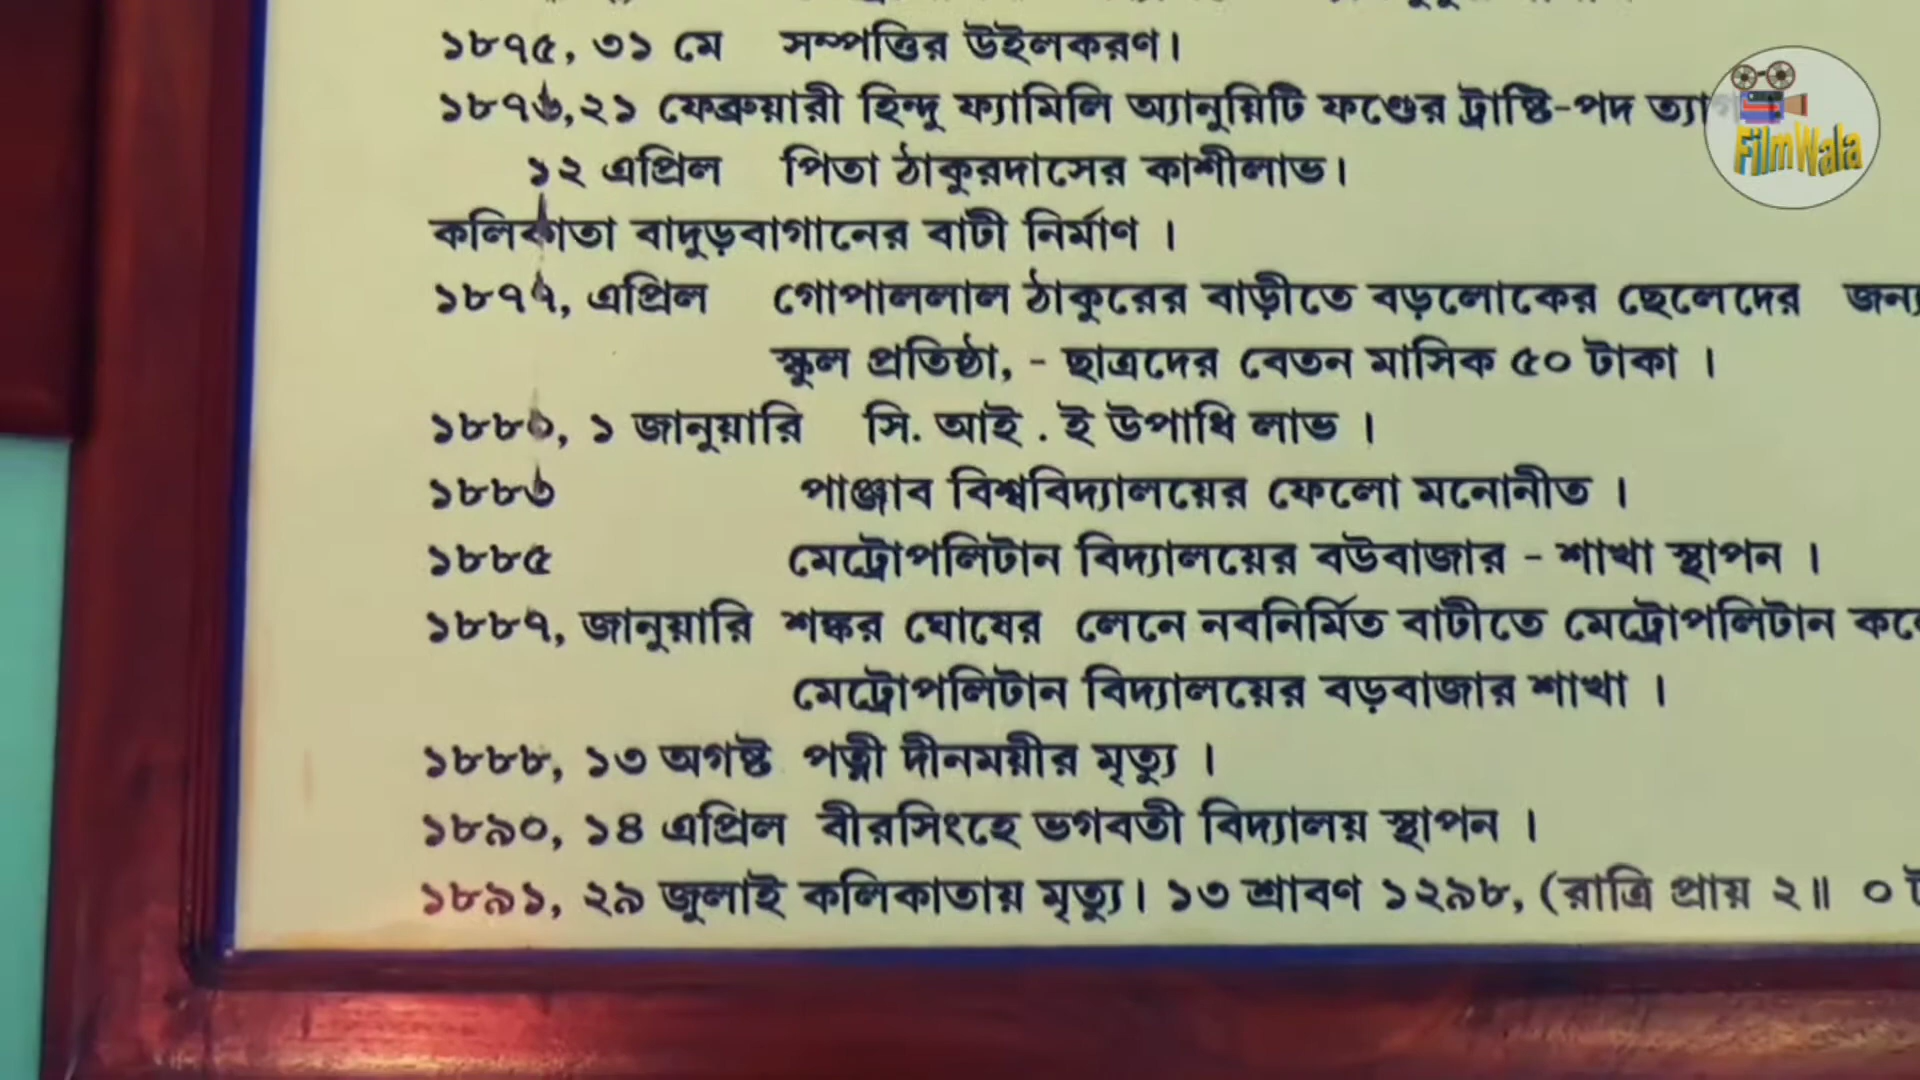 ১৮৭৫, ৩১ মে সম্পত্তির উইলকরণ।
১৮৭৬,২১ ফেব্রুয়ারী হিন্দু ফ্যামিলি অ্যানুয়িটি ফণ্ডের ট্রাষ্টি-পদ ত্যাগ
১২ এপ্রিল পিতা ঠাকুরদাসের কাশীলাভ।
কলিকাতা বাদুড়বাগানের বাটী নির্মাণ ।
১৮৭৭, এপ্রিল গোপাললাল ঠাকুরের বাড়ীতে বড়লোকের ছেলেদের জন্য
স্কুল প্রতিষ্ঠা, - ছাত্রদের বেতন মাসিক ৫০ টাকা ।
১৮৮০, ১ জানুয়ারি সি. আই . ই উপাধি লাভ ।
১৮৮৩ পাঞ্জাব বিশ্ববিদ্যালয়ের ফেলো মনোনীত ।
১৮৮৫ মেট্রোপলিটান বিদ্যালয়ের বউবাজার - শাখা স্থাপন ।
১৮৮৭, জানুয়ারি শঙ্কর ঘোষের লেনে নবনির্মিত বাটীতে মেট্রোপলিটান
মেট্রোপলিটান বিদ্যালয়ের বড়বাজার শাখা ।
১৮৮৮, ১৩ অগষ্ট পত্নী দীনময়ীর মৃত্যু ।
১৮৯০, ১৪ এপ্রিল বীরসিংহে ভগবতী বিদ্যালয় স্থাপন ।
১৮৯১, ২৯ জুলাই কলিকাতায় মৃত্যু। ১৩ শ্রাবণ ১২৯৮, (রাত্রি প্রায় ২॥ ০
FilmWala